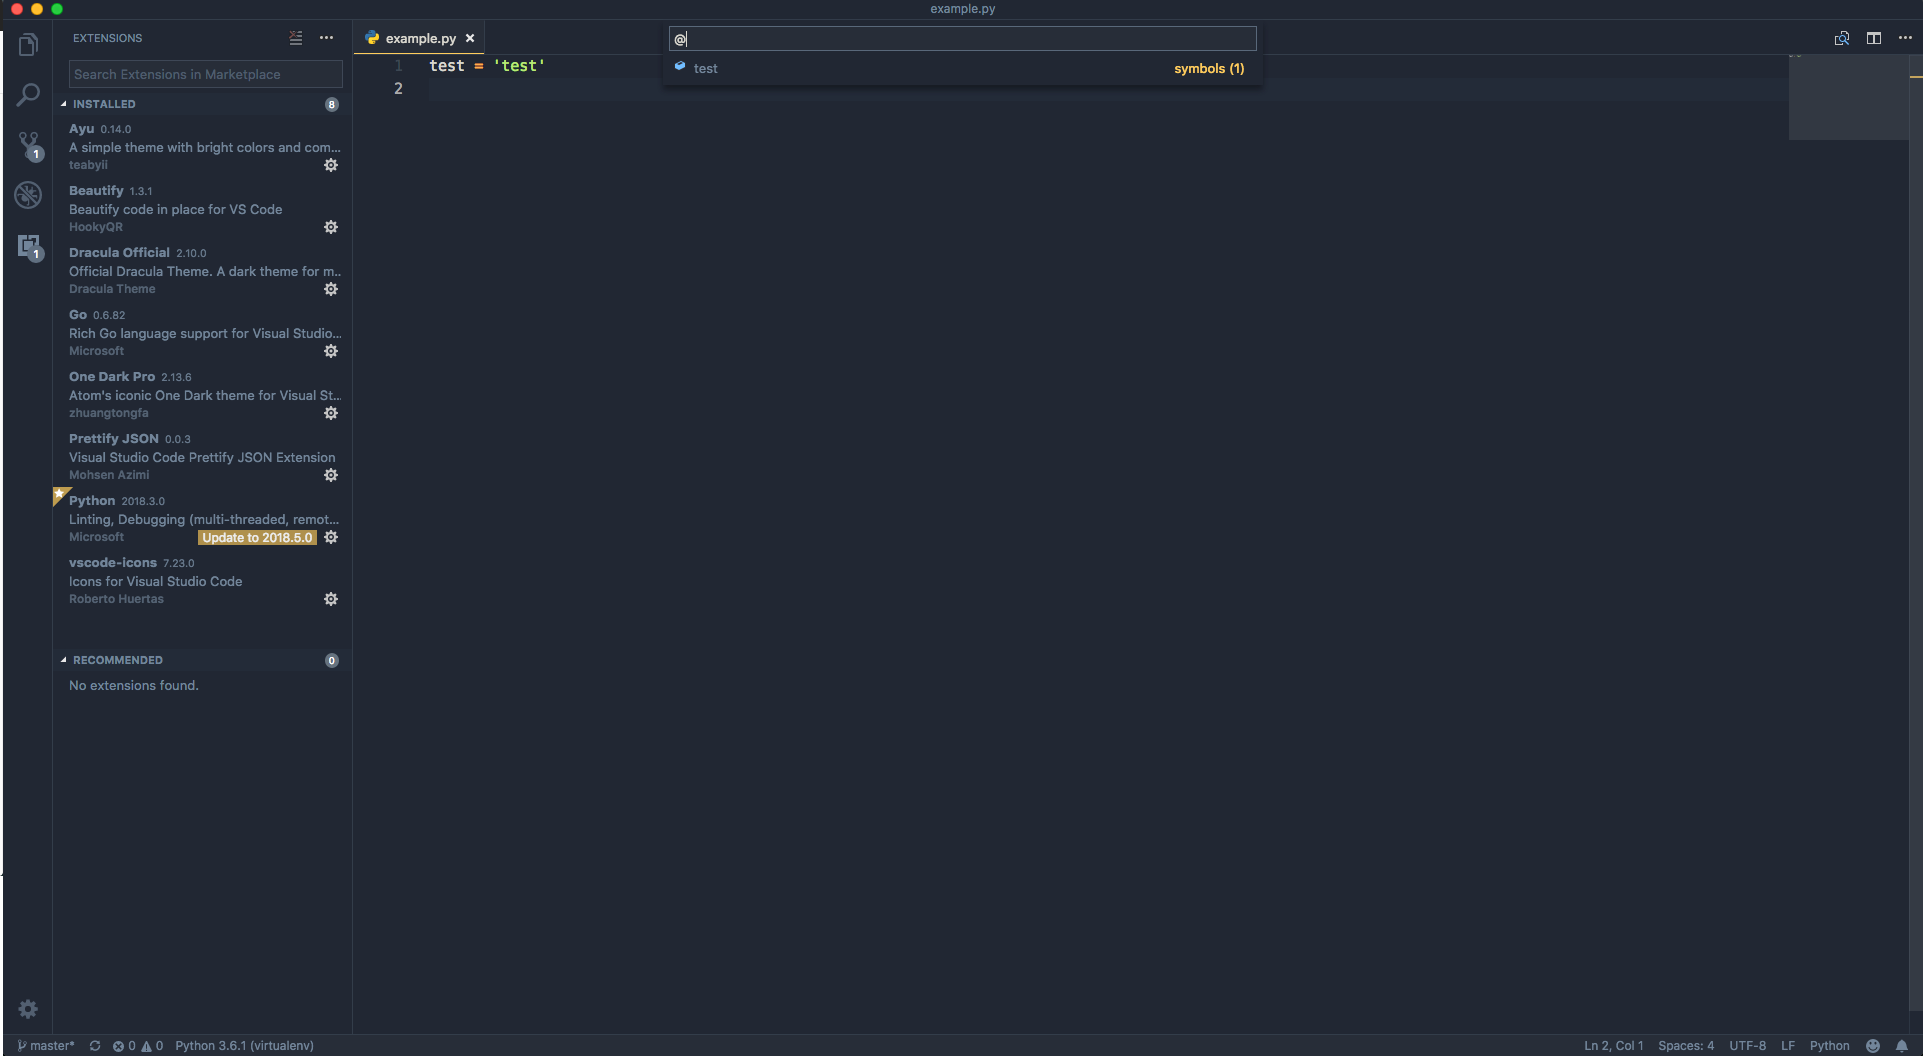 example.py
EXTENSIONS
Search Extensions in Marketplace
INSTALLED 8
Ayu 0.14.0
A simple theme with bright colors and com...
teabyii
Beautify 1.3.1
Beautify code in place for VS Code
HookyQR
Dracula Official 2.10.0
Official Dracula Theme. A dark theme for m..
Dracula Theme
Go 0.6.82
Rich Go language support for Visual Studio...
Microsoft
One Dark Pro 2.13.6
Atom's iconic One Dark theme for Visual St..
zhuangtongfa
Prettify JSON 0.0.3
Visual Studio Code Prettify JSON Extension
Mohsen Azimi
Python 2018.3.0
Linting, Debugging (multi-threaded, remot...
Microsoft Update to 2018.5.0
vscode-icons 7.23.0
Icons for Visual Studio Code
Roberto Huertas
RECOMMENDED 0
No extensions found.
1
1
example.py
@
test symbols (1)
1 test = 'test'
2
master* 0 0 Python 3.6.1 (virtualenv) Ln 2, Col 1 Spaces: 4 UTF-8 LF Python